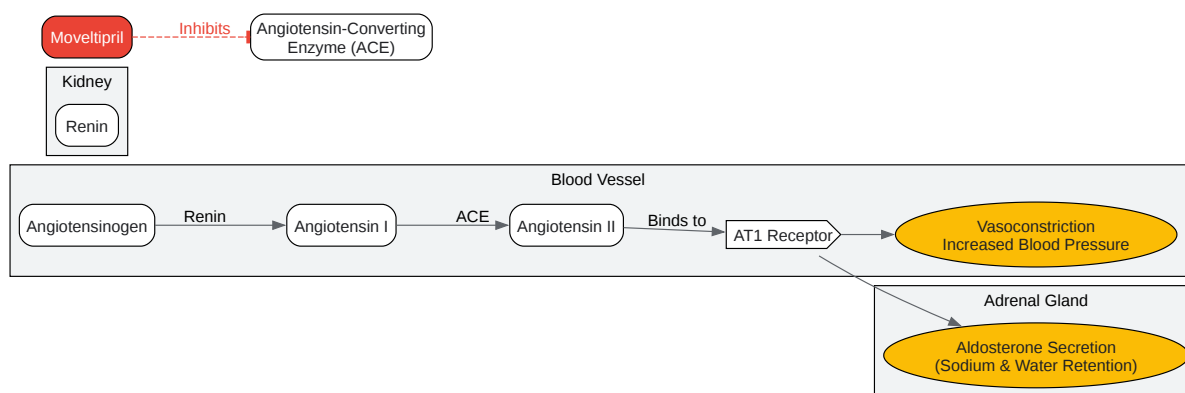 Moveltipril
Inhibits
Angiotensin-Converting
Enzyme (ACE)
Kidney
Renin
Blood Vessel
Angiotensinogen
Renin
Angiotensin I
ACE
Angiotensin II
Binds to
AT1 Receptor
Vasoconstriction
Increased Blood Pressure
Adrenal Gland
Aldosterone Secretion
(Sodium & Water Retention)